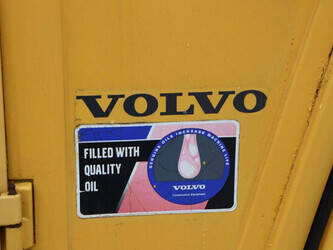 VOLVO
FILLED WITH
QUALITY
OIL
GENUINE OILS INCREASE MACHINE LIFE
VOLVO
Construction Equipment